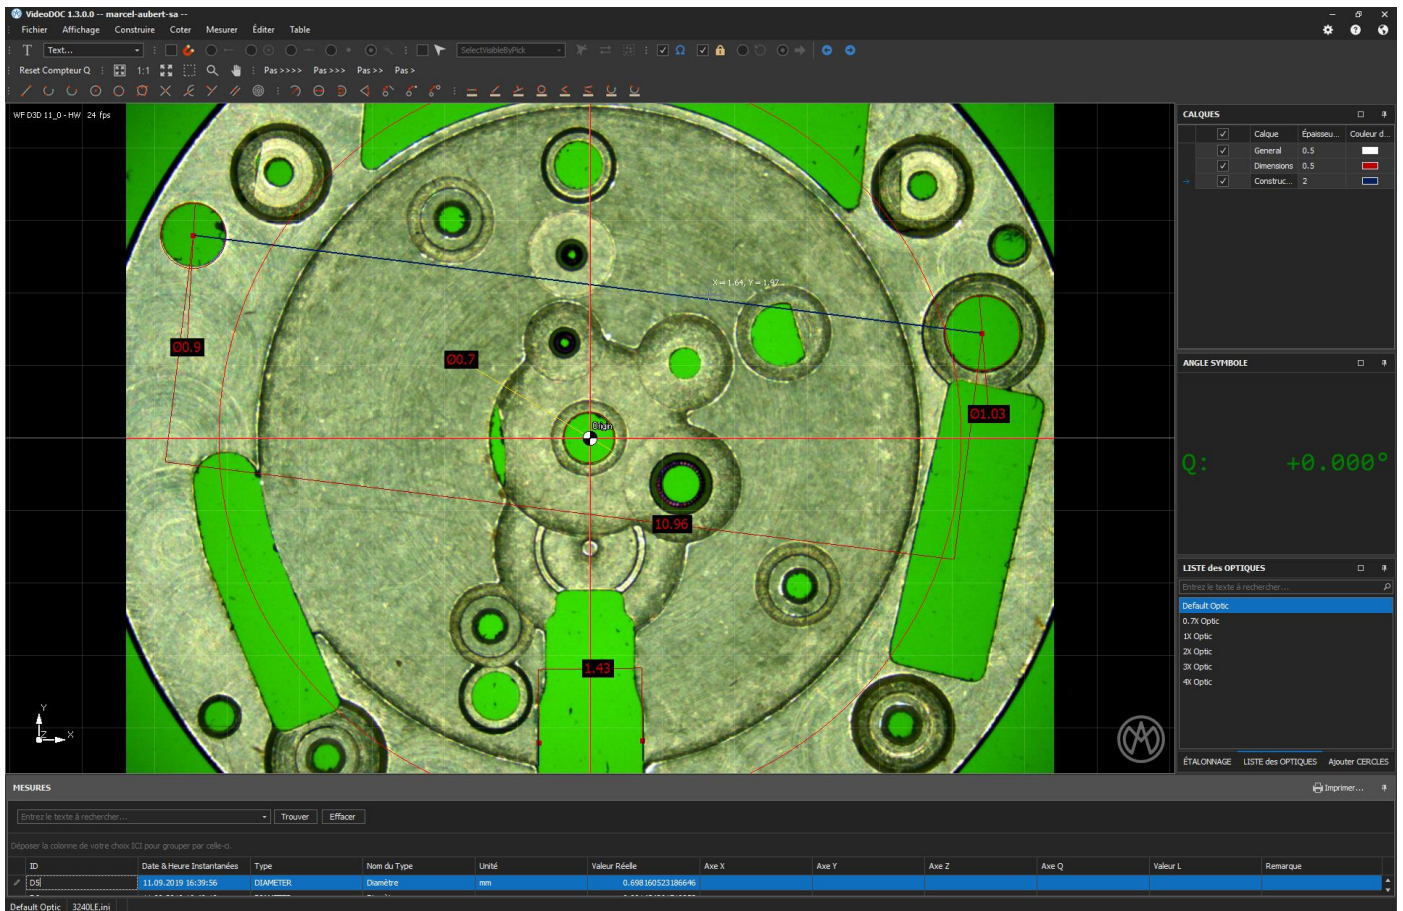 VideoDOC 1.3.0.0 -- marcel-aubert-sa --
Fichier Affichage Construire Coter Mesurer Éditer Table
T Text... SelectVisibleByPick
Reset Compteur Q 1:1 Pas >>>> Pas >>> Pas >> Pas >
WF D3D 11_0 - HW 24 fps
X = 1.64, Y = 1.97
Ø0.9
Ø0.7
Origin
Ø1.03
10.96
1.43
Y
Z X
CALQUES
Calque Épaisseu... Couleur d...
General 0.5
Dimensions 0.5
Construc... 2
ANGLE SYMBOLE
Q: +0.000°
LISTE des OPTIQUES
Entrez le texte à rechercher...
Default Optic
0.7X Optic
1X Optic
2X Optic
3X Optic
4X Optic
ÉTALONNAGE LISTE des OPTIQUES Ajouter CERCLES
MESURES Imprimer...
Entrez le texte à rechercher... Trouver Effacer
Déposer la colonne de votre choix ICI pour grouper par celle-ci.
ID Date & Heure Instantanées Type Nom du Type Unité Valeur Réelle Axe X Axe Y Axe Z Axe Q Valeur L Remarque
D5 11.09.2019 16:39:56 DIAMETER Diamètre mm 0.698160523186646
Default Optic 3240LE.ini